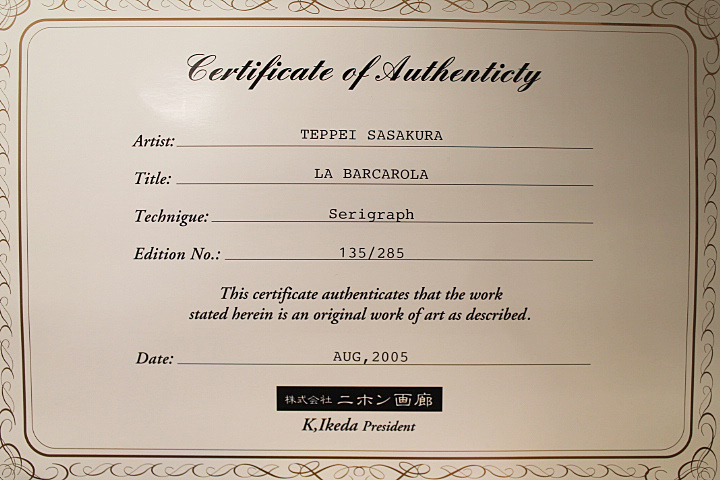 Certificate of Authenticty
Artist: TEPPEI SASAKURA
Title: LA BARCAROLA
Technigue: Serigraph
Edition No.: 135/285
This certificate authenticates that the work
stated herein is an original work of art as described.
Date: AUG,2005
株式会社 ニホン画廊
K,Ikeda President